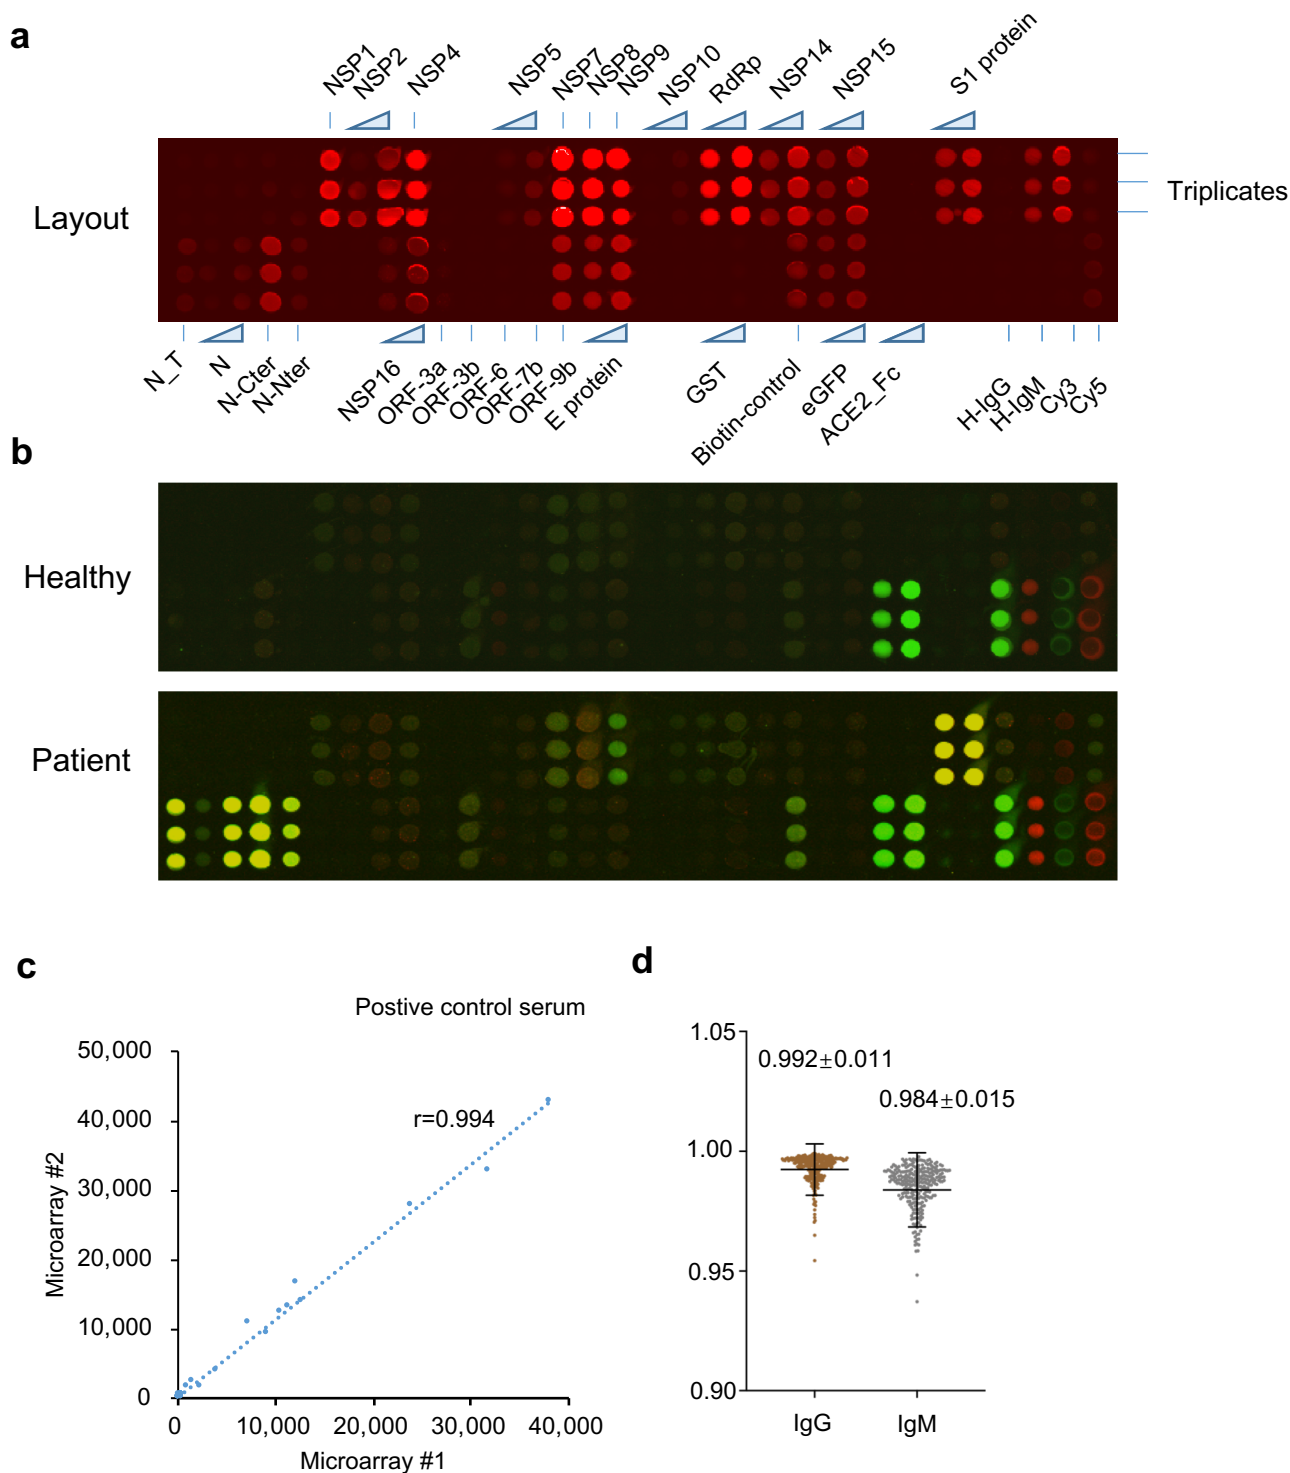 a
NSP1
NSP2
NSP4
NSP5
NSP7
NSP8
NSP9
NSP10
RdRp
NSP14
NSP15
S1 protein
Layout
Triplicates
N_T
N
N-Cter
N-Nter
NSP16
ORF-3a
ORF-3b
ORF-6
ORF-7b
ORF-9b
E protein
GST
Biotin-control
eGFP
ACE2_Fc
H-IgG
H-IgM
Cy3
Cy5
b
Healthy
Patient
c
Postive control serum
50,000
40,000
30,000
20,000
10,000
0
r=0.994
Microarray #2
0 10,000 20,000 30,000 40,000
Microarray #1
d
1.05
1.00
0.95
0.90
0.992±0.011
0.984±0.015
IgG IgM